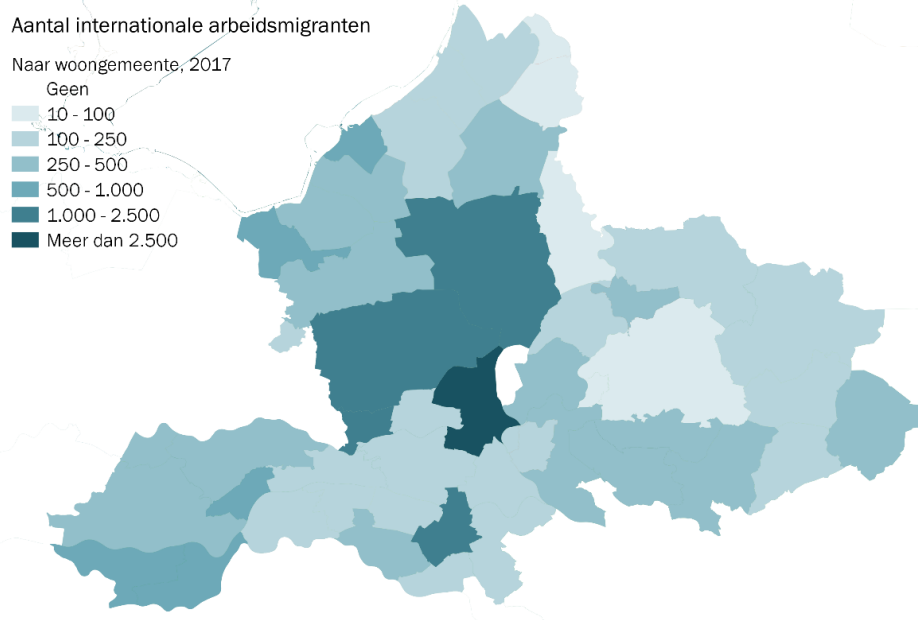 Aantal internationale arbeidsmigranten
Naar woongemeente, 2017
Geen
10 - 100
100 - 250
250 - 500
500 - 1.000
1.000 - 2.500
Meer dan 2.500